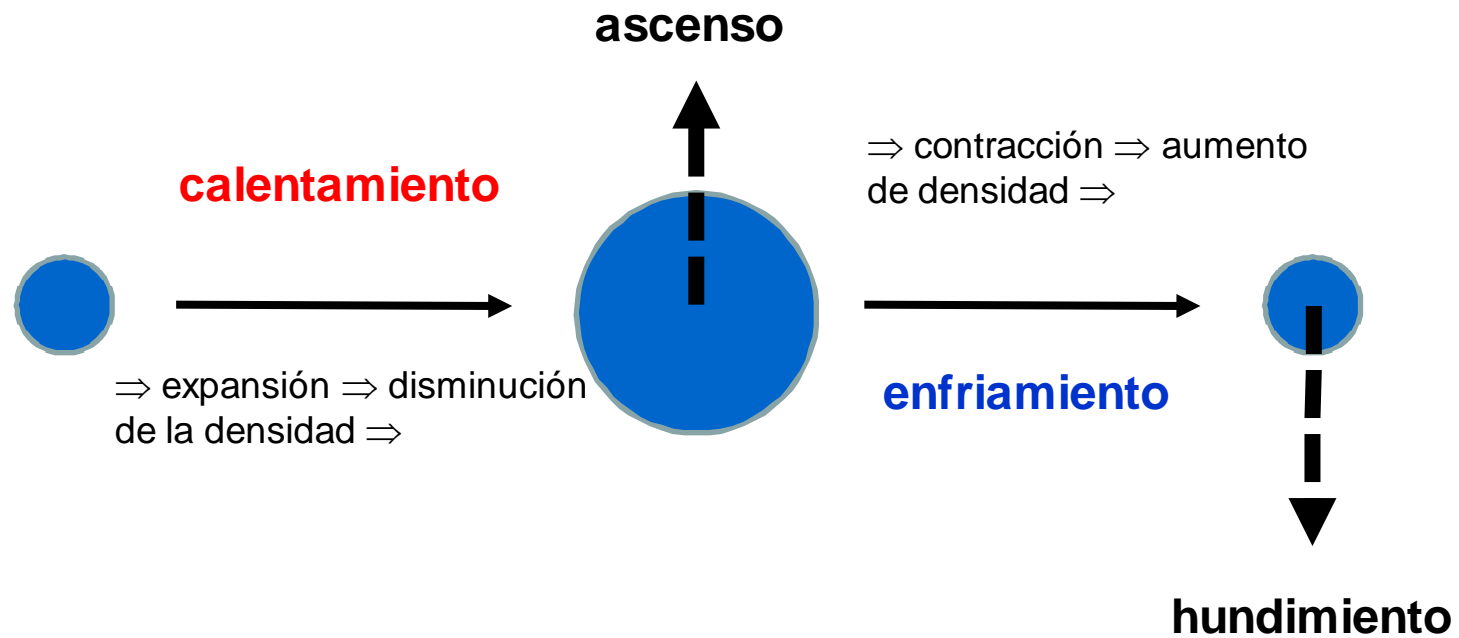 ascenso
calentamiento
⇒ expansión ⇒ disminución
de la densidad ⇒
⇒ contracción ⇒ aumento
de densidad ⇒
enfriamiento
hundimiento